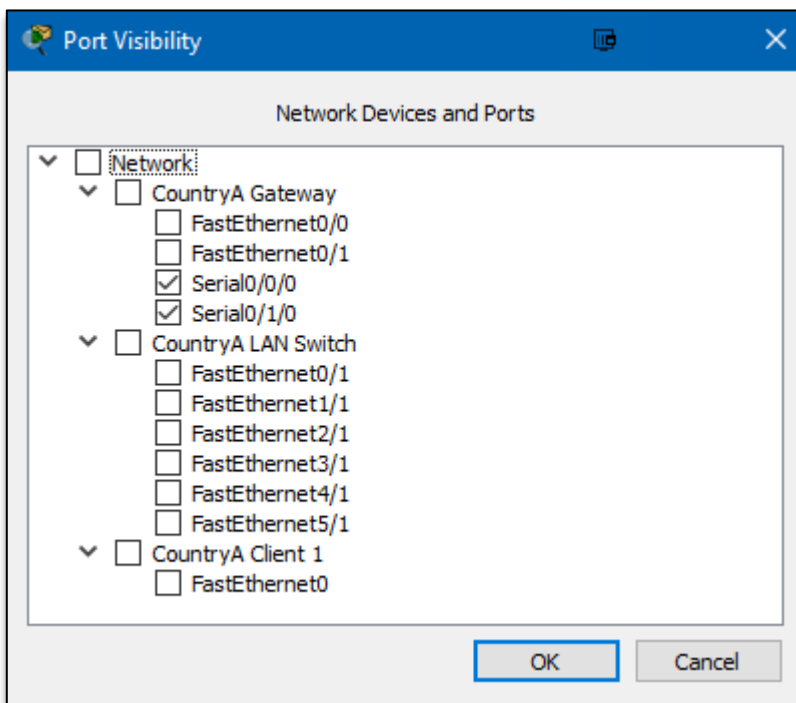 Port Visibility
Network Devices and Ports
Network
CountryA Gateway
FastEthernet0/0
FastEthernet0/1
Serial0/0/0
Serial0/1/0
CountryA LAN Switch
FastEthernet0/1
FastEthernet1/1
FastEthernet2/1
FastEthernet3/1
FastEthernet4/1
FastEthernet5/1
CountryA Client 1
FastEthernet0
OK Cancel